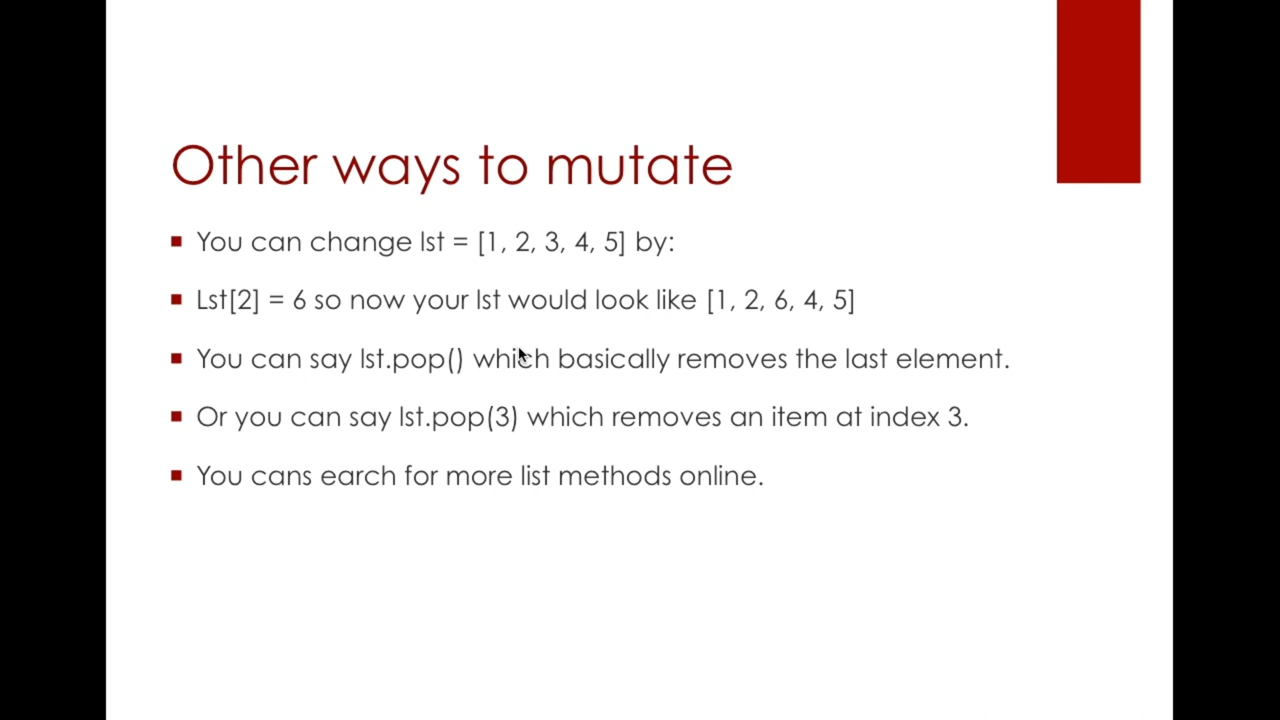 Other ways to mutate
You can change lst = [1, 2, 3, 4, 5] by:
Lst[2] = 6 so now your lst would look like [1, 2, 6, 4, 5]
You can say lst.pop() which basically removes the last element.
Or you can say lst.pop(3) which removes an item at index 3.
You cans earch for more list methods online.